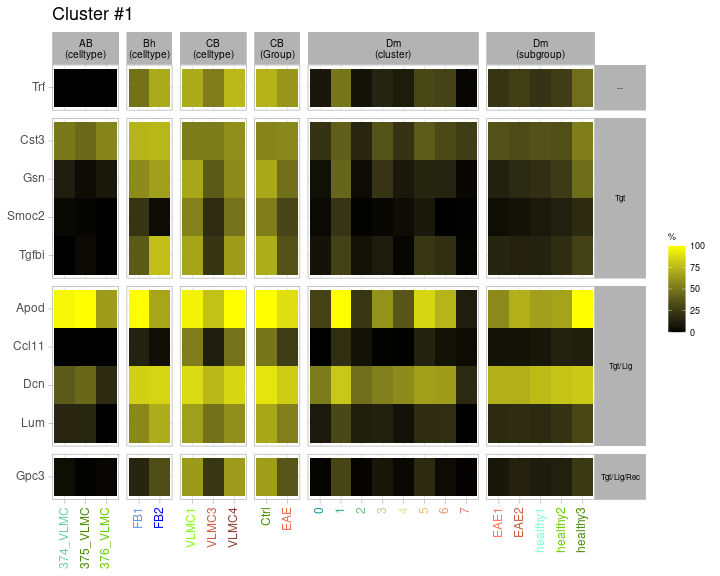 Cluster #1
AB
(celltype)
Bh
(celltype)
CB
(celltype)
CB
(Group)
Dm
(cluster)
Dm
(subgroup)
Trf
--
Cst3
Gsn
Smoc2
Tgfbi
Tgt
Apod
Ccl11
Dcn
Lum
Tgt/Lig
Gpc3
Tgt/Lig/Rec
%
100
75
50
25
0
374_VLMC
375_VLMC
376_VLMC
FB1
FB2
VLMC1
VLMC3
VLMC4
Ctrl
EAE
0
1
2
3
4
5
6
7
EAE1
EAE2
healthy1
healthy2
healthy3